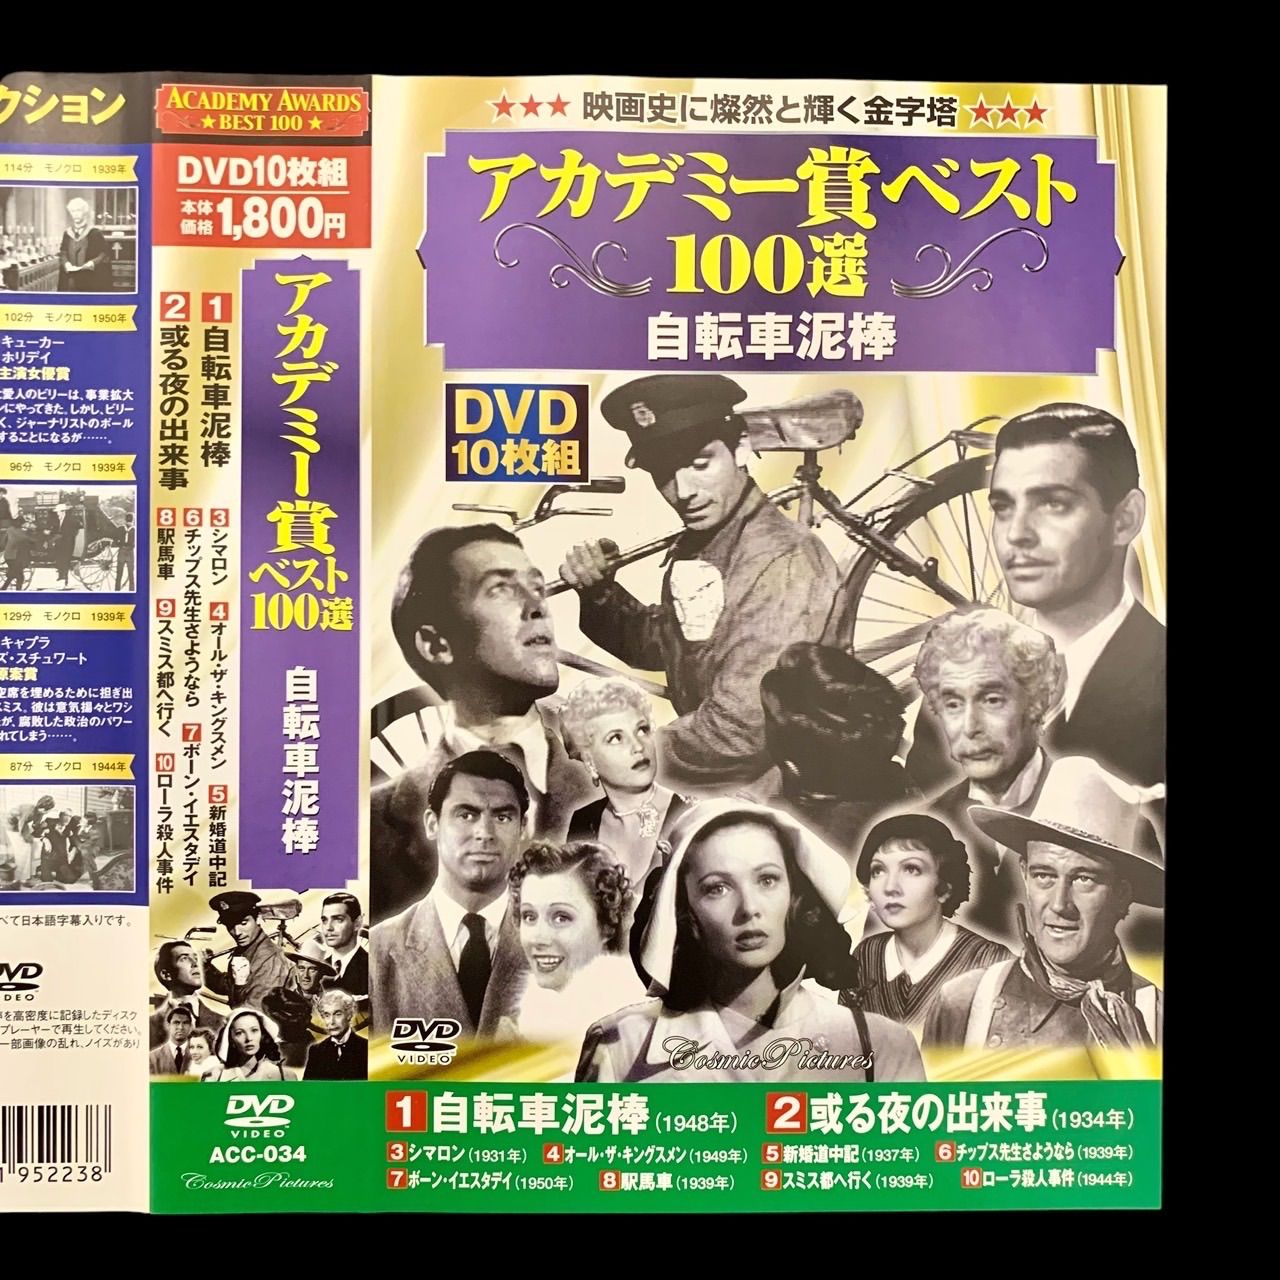 クション
114分 モノクロ 1939年
102分 モノクロ 1950年
キューカー
ホリデイ
主演女優賞
愛人のビリーは、事業拡大
ンにやってきた。しかし、ビリー
く、ジャーナリストのポール
することになるが……。
96分 モノクロ 1939年
129分 モノクロ 1939年
キャプラ
ズ・スチュワート
原案賞
空席を埋めるために担ぎ出
スミス。彼は意気揚々とワシ
が、腐敗した政治のパワー
れてしまう……。
87分 モノクロ 1944年
べて日本語字幕入りです。
DVD
VIDEO
を高密度に記録したディスク
プレーヤーで再生してください。
一部画像の乱れ、ノイズがあり
1952238
ACADEMY AWARDS
★BEST 100★
DVD10枚組
本体価格1,800円
1 自転車泥棒
2 或る夜の出来事
3 シマロン 4 オール・ザ・キングスメン 5 新婚道中記
6 チップス先生さようなら 7 ボーン・イエスタデイ
8 駅馬車 9 スミス都へ行く 10 ローラ殺人事件
アカデミー賞
ベスト
100選
自転車泥棒
DVD
VIDEO
ACC-034
Cosmic Pictures
★★★映画史に燦然と輝く金字塔★★★
アカデミー賞ベスト
100選
自転車泥棒
DVD
10枚組
DVD
VIDEO
Cosmic Pictures
1 自転車泥棒(1948年) 2 或る夜の出来事(1934年)
3 シマロン(1931年) 4 オール・ザ・キングスメン(1949年) 5 新婚道中記(1937年) 6 チップス先生さようなら(1939年)
7 ボーン・イエスタデイ(1950年) 8 駅馬車(1939年) 9 スミス都へ行く(1939年) 10 ローラ殺人事件(1944年)